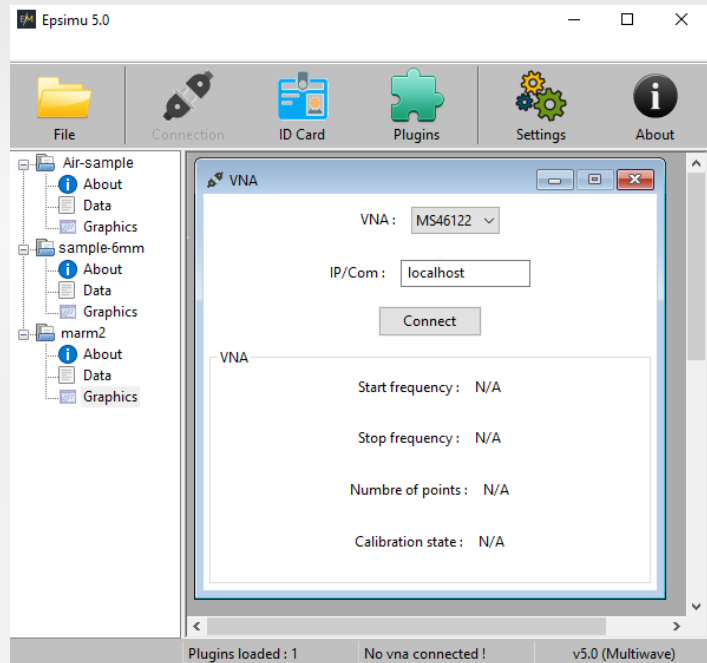 Epsimu 5.0
File
Connection
ID Card
Plugins
Settings
About
Air-sample
About
Data
Graphics
sample-6mm
About
Data
Graphics
marm2
About
Data
Graphics
VNA
VNA : MS46122
IP/Com : localhost
Connect
VNA
Start frequency : N/A
Stop frequency : N/A
Numbre of points : N/A
Calibration state : N/A
Plugins loaded : 1 No vna connected ! v5.0 (Multiwave)